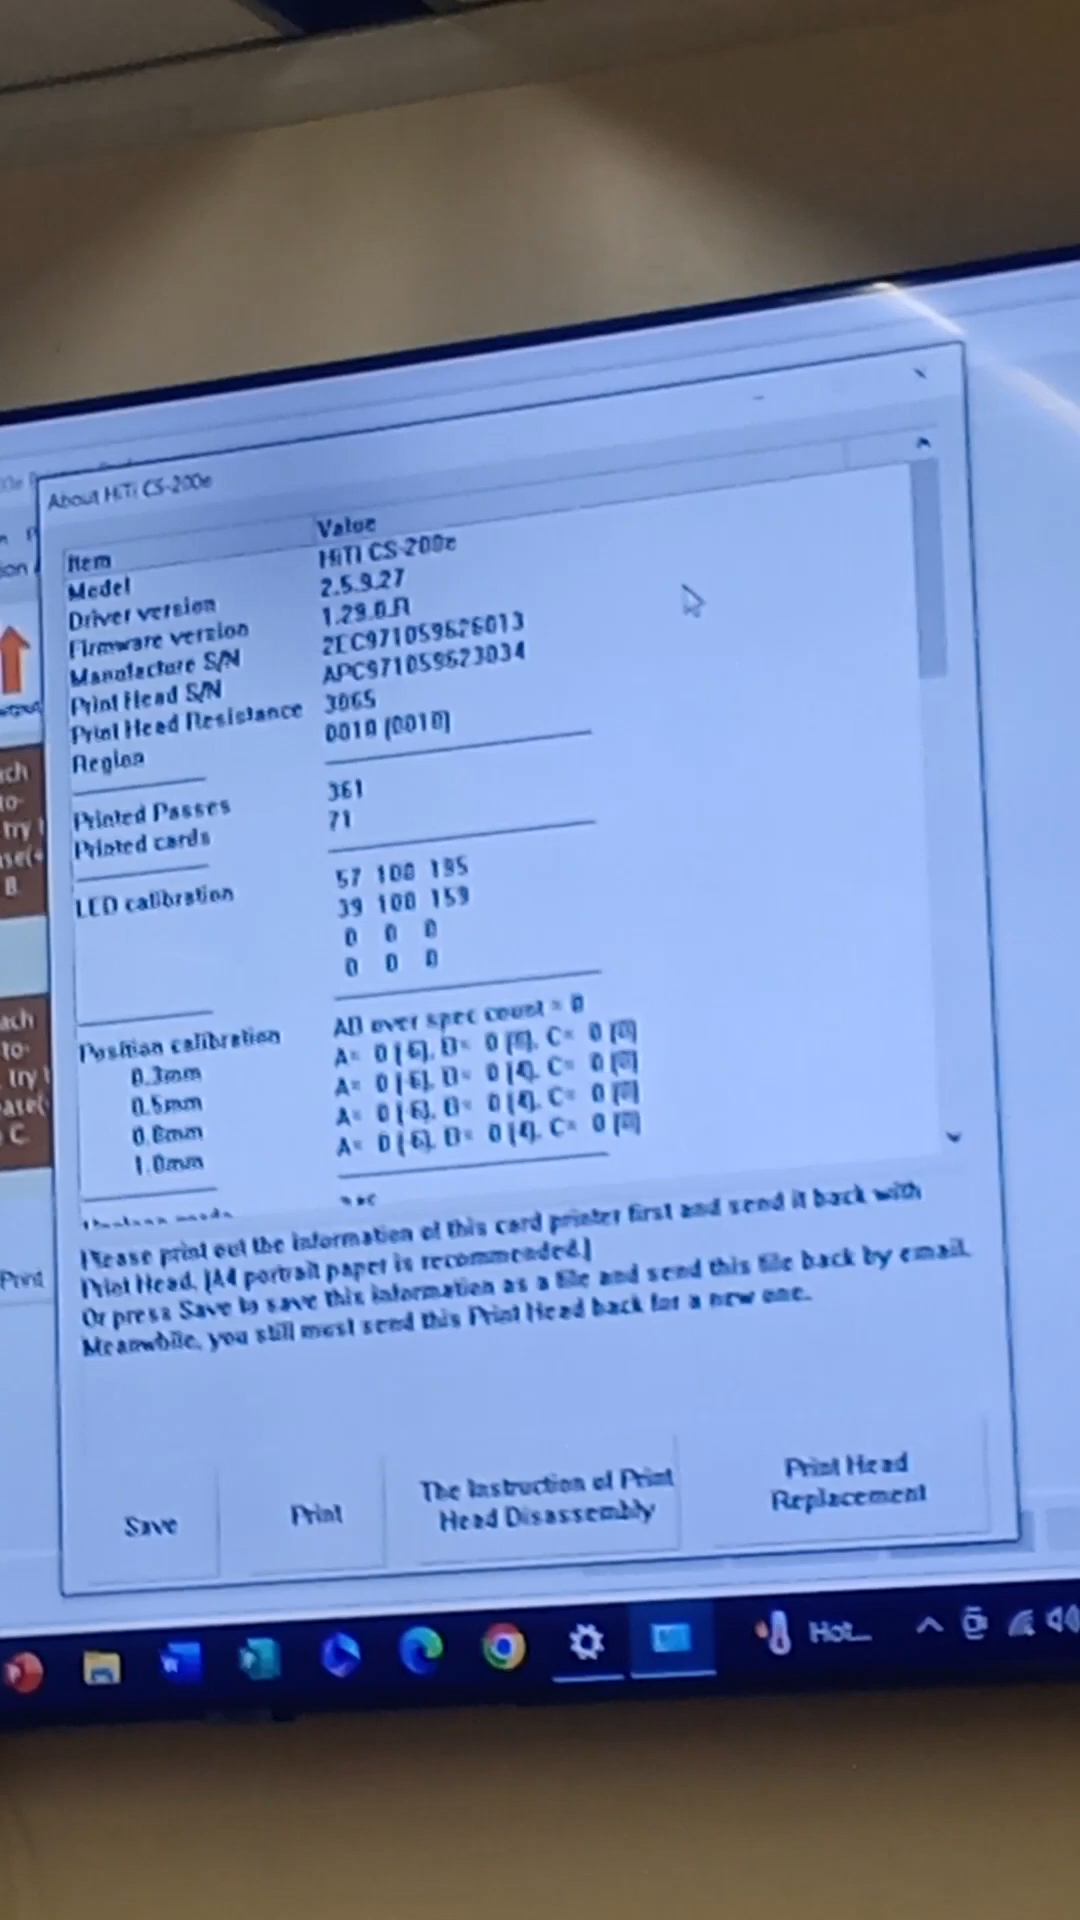 About HiTi CS-200e
Item Value
Model HiTi CS-200e
Driver version 2.5.9.27
Firmware version 1.29.0.A
Manufacture S/N
Print Head S/N APC971059623034
Print Head Resistance 3065
Region 0010 [0010]
Printed Passes 361
Printed cards 71
LED calibration 57 100 195
39 100 159
0 0 0
0 0 0
Position calibration AD over spec count = 0
0.3mm A= 0 [-6], B= 0 C= 0 [0]
0.5mm A= 0 [-6], B= 0 [4], C= 0 [0]
0.8mm A= 0 [-6], B= 0 [4], C= 0 [0]
1.0mm A= 0 [-6], B= 0 [4], C= 0 [0]
Please print out the information of this card printer first and send it back with
Print Head. [A4 portrait paper is recommended.]
Or press Save to save this information as a file and send this file back by email.
Meanwhile, you still must send this Print Head back for a new one.
Save
Print
The Instruction of Print
Head Disassembly
Print Head
Replacement
Print
Hot...